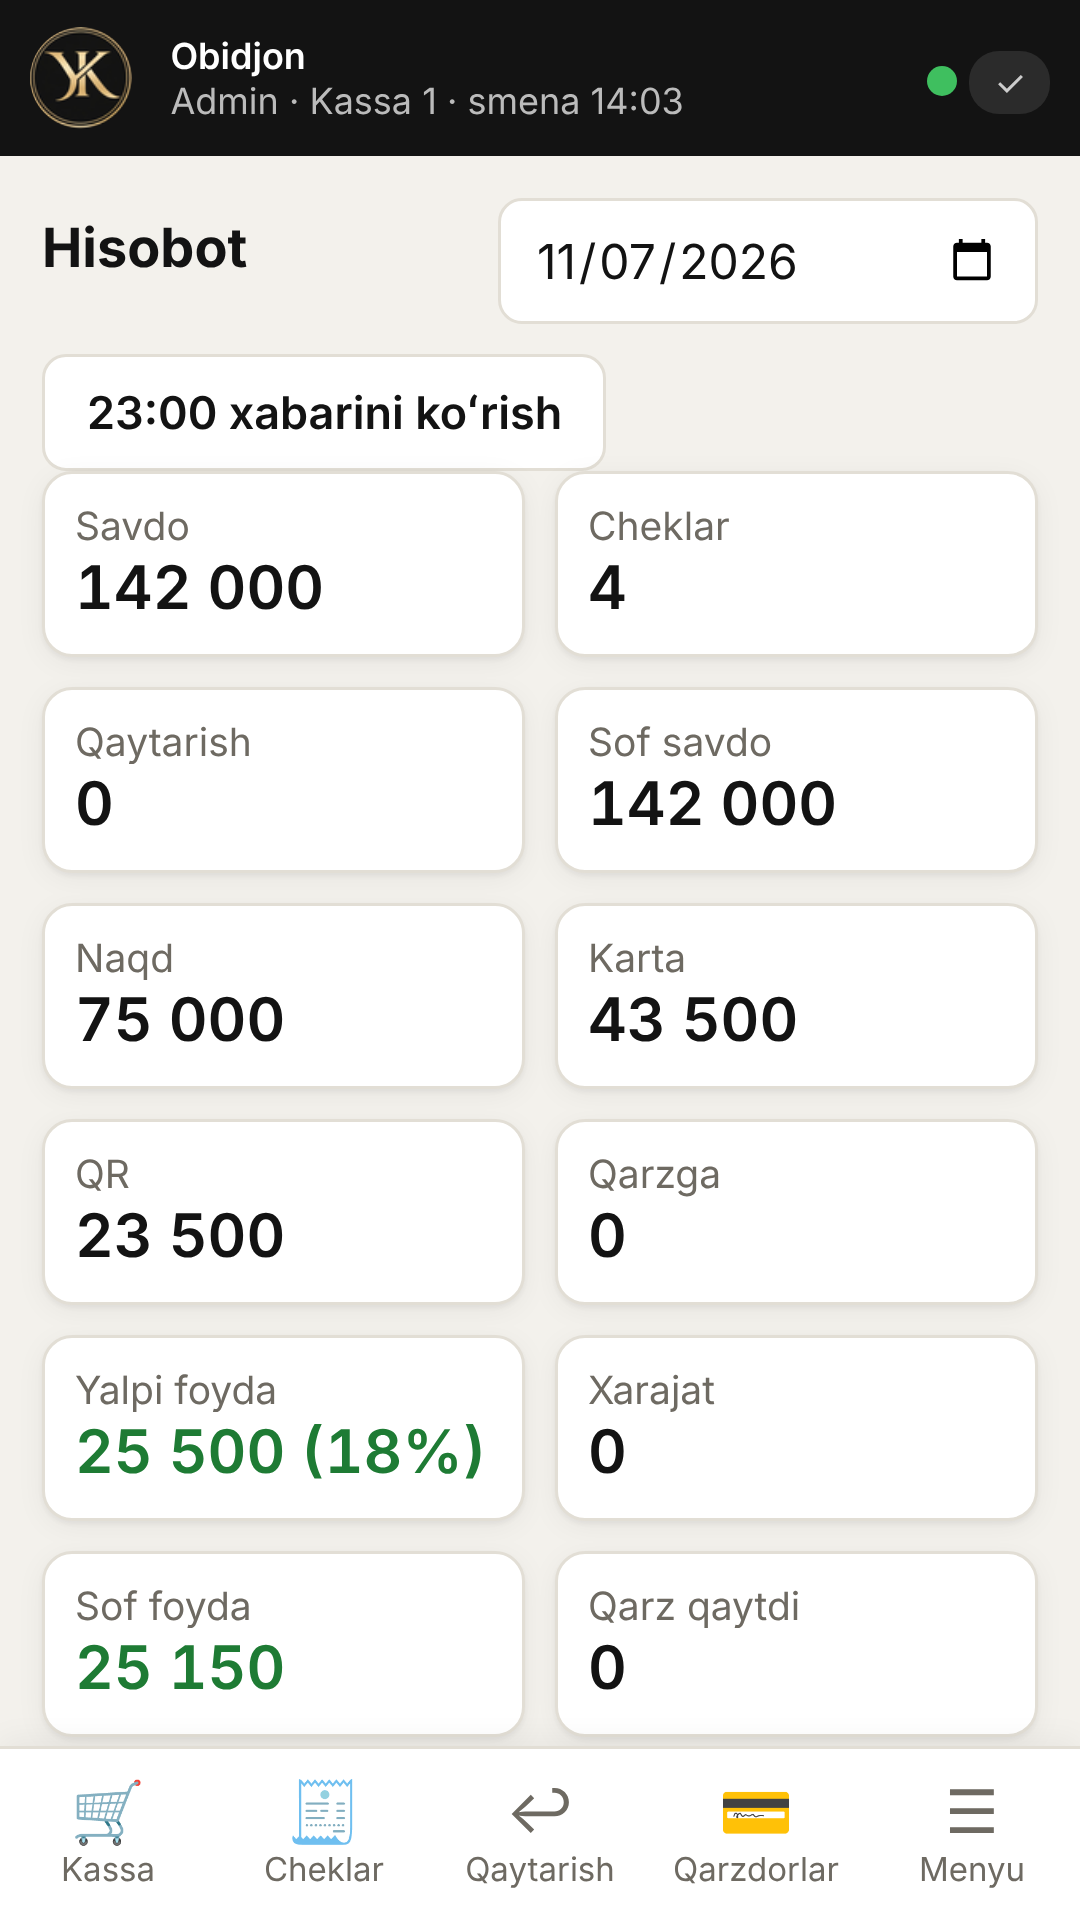 YK
Obidjon
Admin · Kassa 1 · smena 14:03
✓
Hisobot
11/07/2026
23:00 xabarini koʻrish
Savdo
142 000
Cheklar
4
Qaytarish
0
Sof savdo
142 000
Naqd
75 000
Karta
43 500
QR
23 500
Qarzga
0
Yalpi foyda
25 500 (18%)
Xarajat
0
Sof foyda
25 150
Qarz qaytdi
0
Kassa
Cheklar
Qaytarish
Qarzdorlar
Menyu